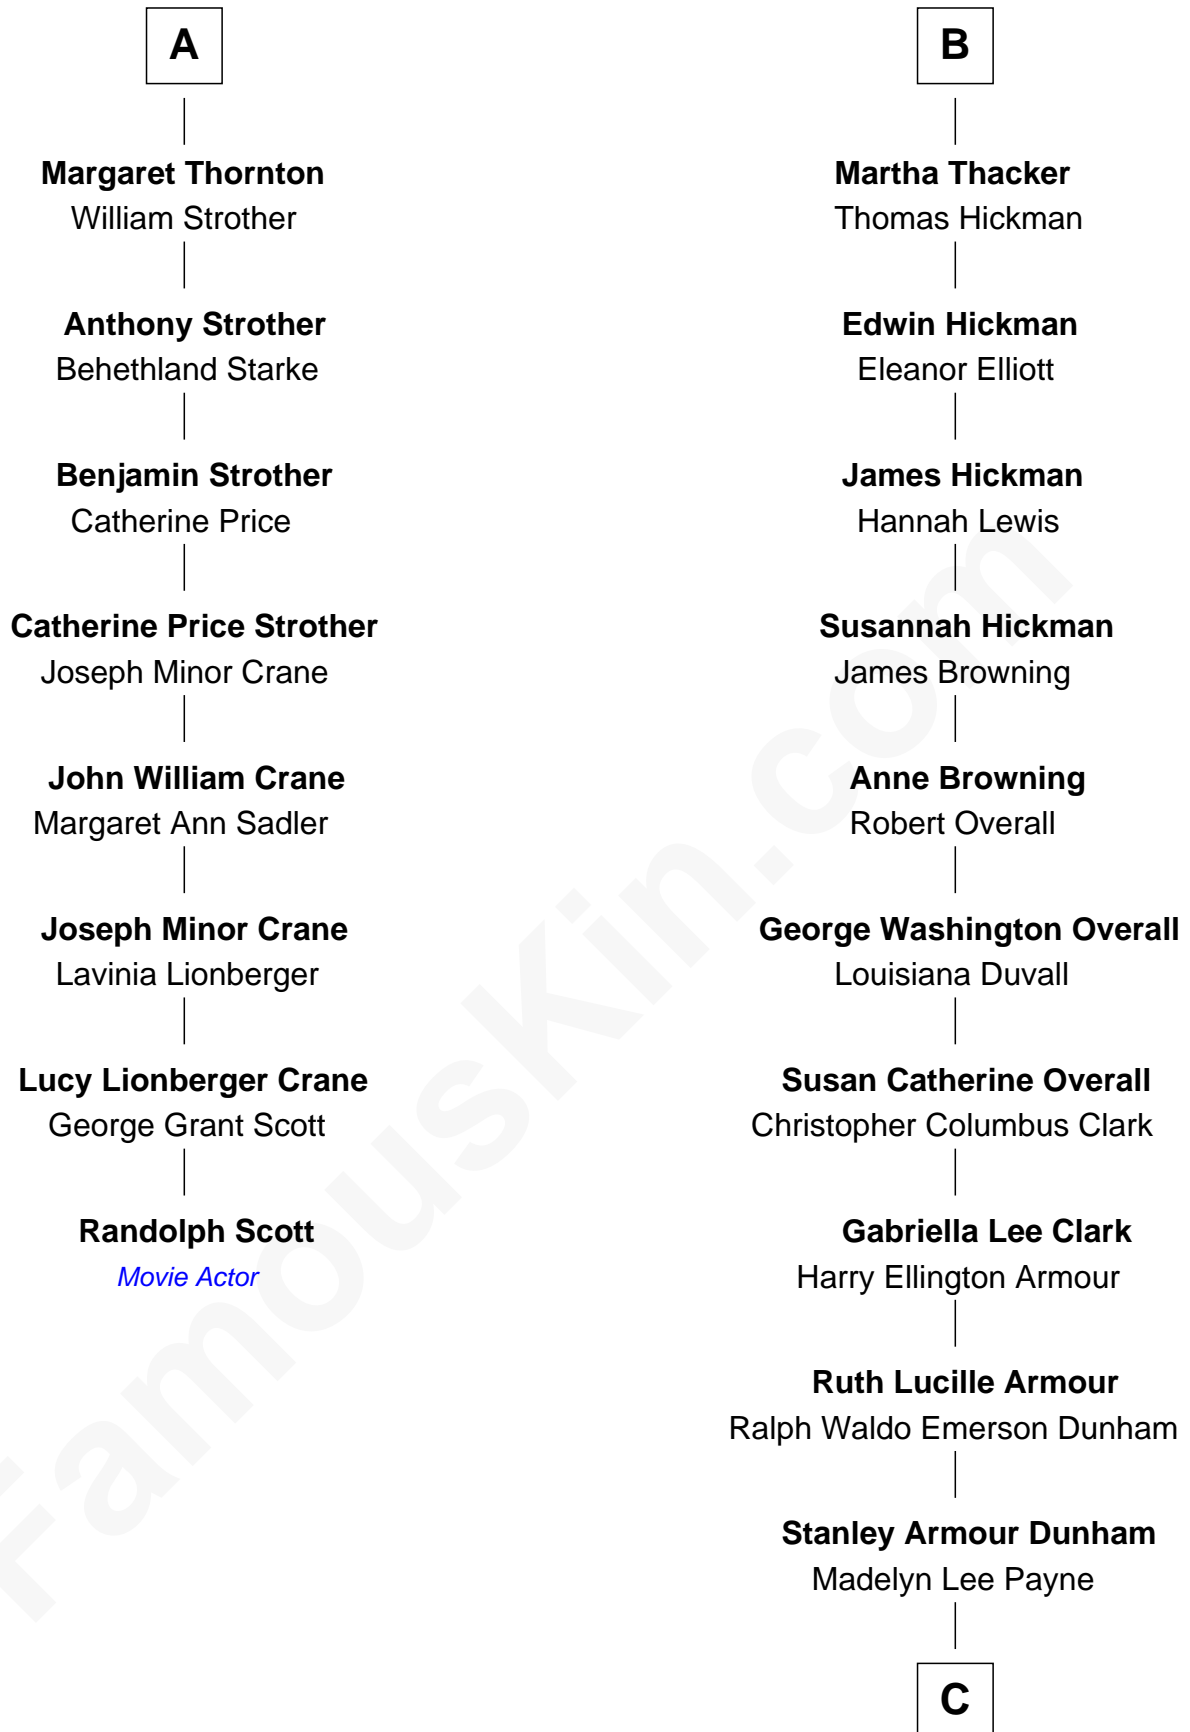 A
Margaret Thornton
William Strother
Anthony Strother
Behethland Starke
Benjamin Strother
Catherine Price
Catherine Price Strother
Joseph Minor Crane
John William Crane
Margaret Ann Sadler
Joseph Minor Crane
Lavinia Lionberger
Lucy Lionberger Crane
George Grant Scott
Randolph Scott
Movie Actor
B
Martha Thacker
Thomas Hickman
Edwin Hickman
Eleanor Elliott
James Hickman
Hannah Lewis
Susannah Hickman
James Browning
Anne Browning
Robert Overall
George Washington Overall
Louisiana Duvall
Susan Catherine Overall
Christopher Columbus Clark
Gabriella Lee Clark
Harry Ellington Armour
Ruth Lucille Armour
Ralph Waldo Emerson Dunham
Stanley Armour Dunham
Madelyn Lee Payne
C
FamousKin.com